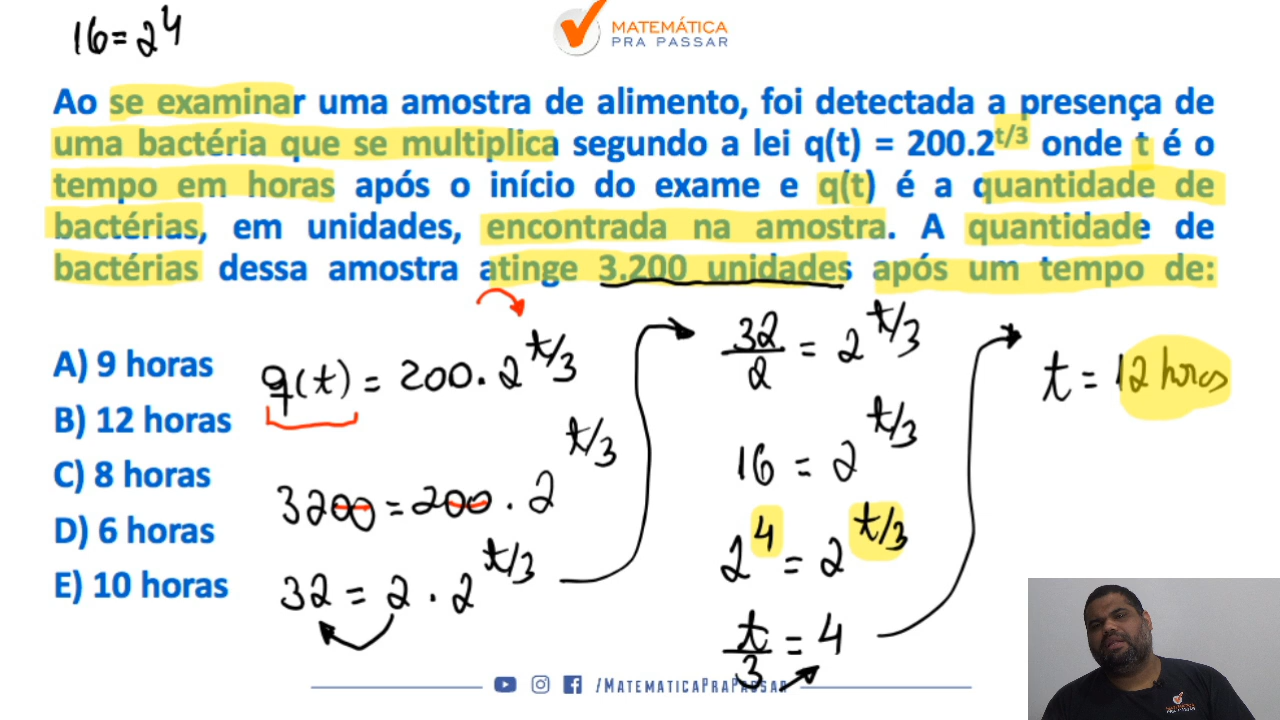 16=2^4
MATEMÁTICA
PRA PASSAR
Ao se examinar uma amostra de alimento, foi detectada a presença de
uma bactéria que se multiplica segundo a lei q(t) = 200.2^t/3 onde t é o
tempo em horas após o início do exame e q(t) é a quantidade de
bactérias, em unidades, encontrada na amostra. A quantidade de
bactérias dessa amostra atinge 3.200 unidades após um tempo de:
A) 9 horas
B) 12 horas
C) 8 horas
D) 6 horas
E) 10 horas
q(t) = 200.2^t/3
3200 = 200.2^t/3
32 = 2.2^t/3
32/2 = 2^t/3
16 = 2^t/3
2^4 = 2^t/3
t/3 = 4
t = 12 horas
/MATEMATICAPRAPASSAR